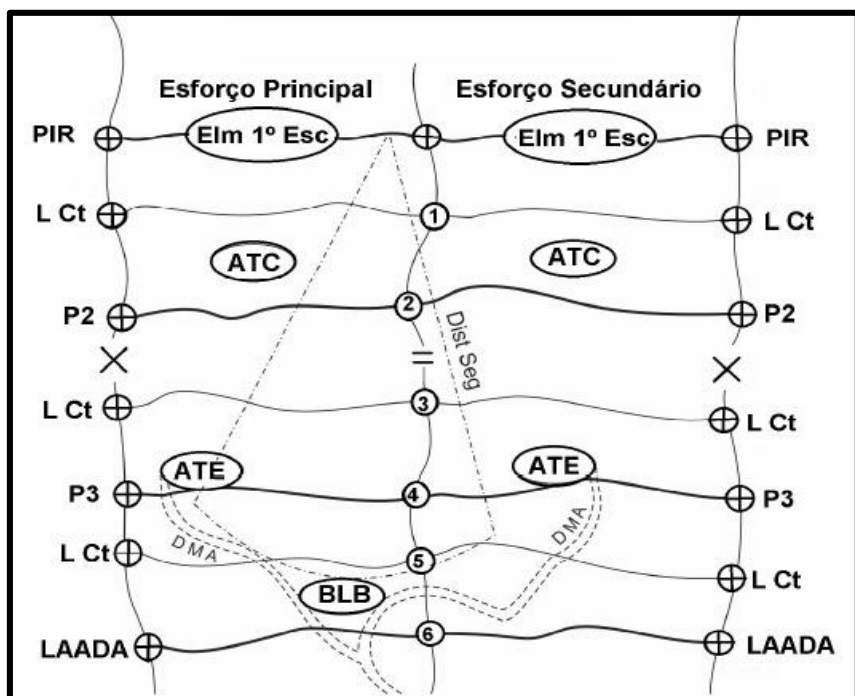 Esforço Principal Esforço Secundário
PIR Elm 1º Esc Elm 1º Esc PIR
L Ct 1 L Ct
ATC ATC
P2 2 P2
Dist Seg
=
L Ct 3 L Ct
ATE ATE
P3 4 P3
DMA DMA
L Ct 5 L Ct
BLB
LAADA 6 LAADA